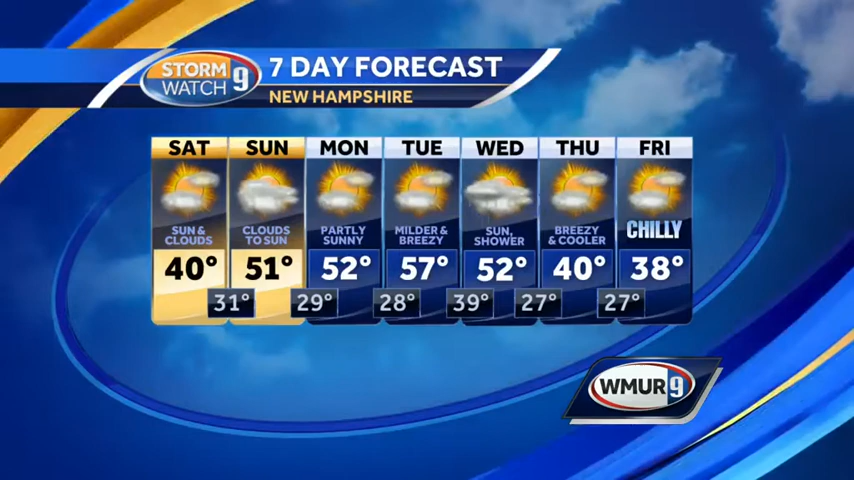 STORM
WATCH 9
7 DAY FORECAST
NEW HAMPSHIRE
SAT SUN MON TUE WED THU FRI
SUN &
CLOUDS
CLOUDS
TO SUN
PARTLY
SUNNY
MILDER &
BREEZY
SUN,
SHOWER
BREEZY
& COOLER
CHILLY
40° 51° 52° 57° 52° 40° 38°
31° 29° 28° 39° 27° 27°
WMUR 9